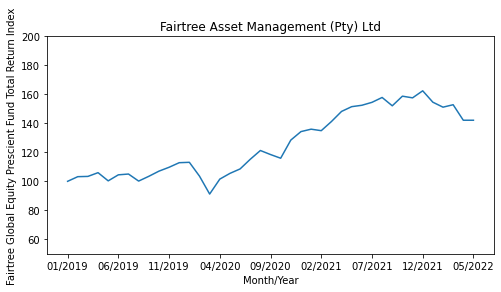 Fairtree Asset Management (Pty) Ltd
Fairtree Global Equity Prescient Fund Total Return Index
200
180
160
140
120
100
80
60
01/2019 06/2019 11/2019 04/2020 09/2020 02/2021 07/2021 12/2021 05/2022
Month/Year